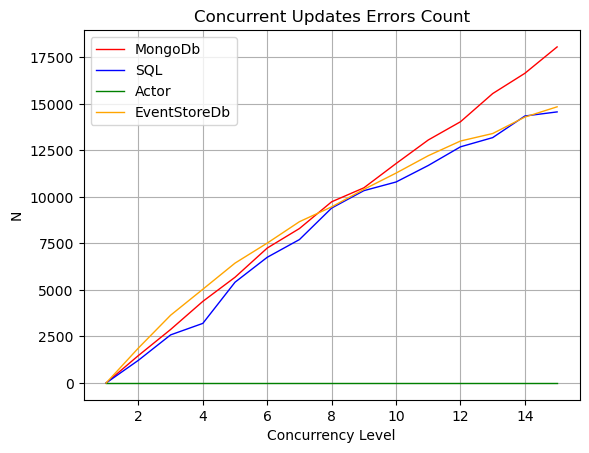 Concurrent Updates Errors Count
MongoDb
SQL
Actor
EventStoreDb
17500
15000
12500
10000
7500
5000
2500
0
N
2 4 6 8 10 12 14
Concurrency Level